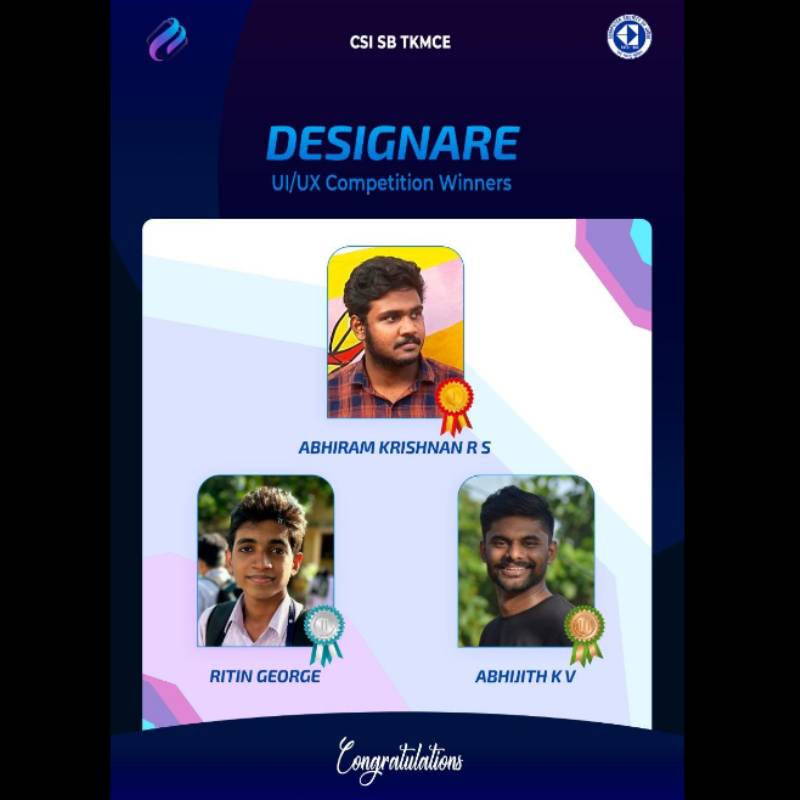 CSI SB TKMCE
DESIGNARE
UI/UX Competition Winners
ABHIRAM KRISHNAN R S
RITIN GEORGE
ABHIJITH K V
Congratulations